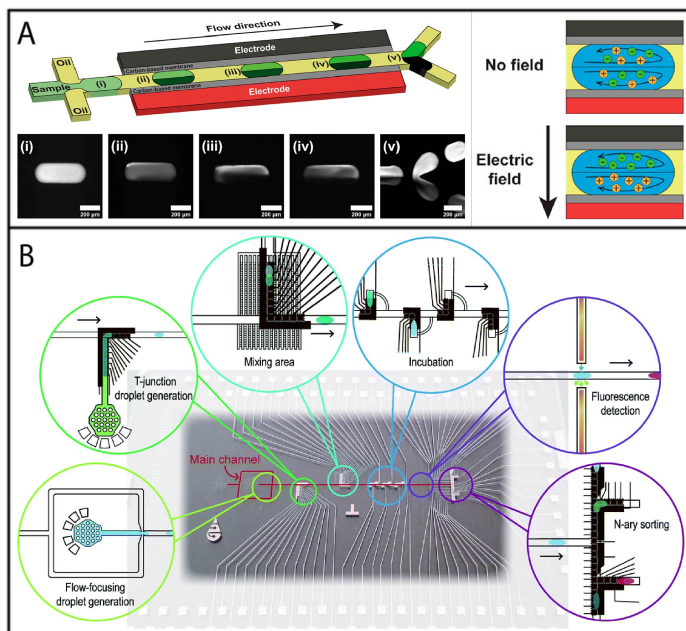 A
Flow direction
Electrode
Carbon-based membrane
Oil
Sample
Oil
(i)
(ii)
(iii)
(iv)
(v)
Carbon-based membrane
Electrode
(i)
200 µm
(ii)
200 µm
(iii)
200 µm
(iv)
200 µm
(v)
200 µm
No field
Electric
field
B
T-junction
droplet generation
Mixing area
Incubation
Fluorescence
detection
Main channel
Flow-focusing
droplet generation
N-ary sorting